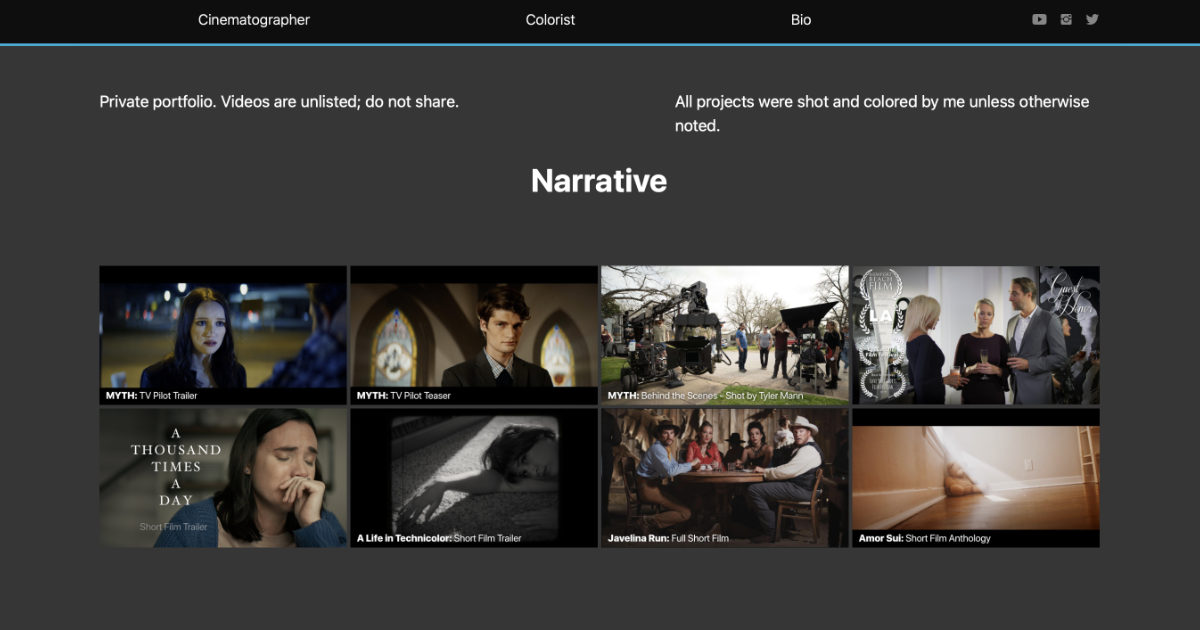 Cinematographer
Colorist
Bio
Private portfolio. Videos are unlisted; do not share.
All projects were shot and colored by me unless otherwise
noted.
Narrative
MYTH: TV Pilot Trailer
MYTH: TV Pilot Teaser
MYTH: Behind the Scenes - Shot by Tyler Mann
BEACH
FILM
LA
Guest
of
Honor
A
THOUSAND
TIMES
A
DAY
Short Film Trailer
A Life in Technicolor: Short Film Trailer
Javelina Run: Full Short Film
Amor Sui: Short Film Anthology